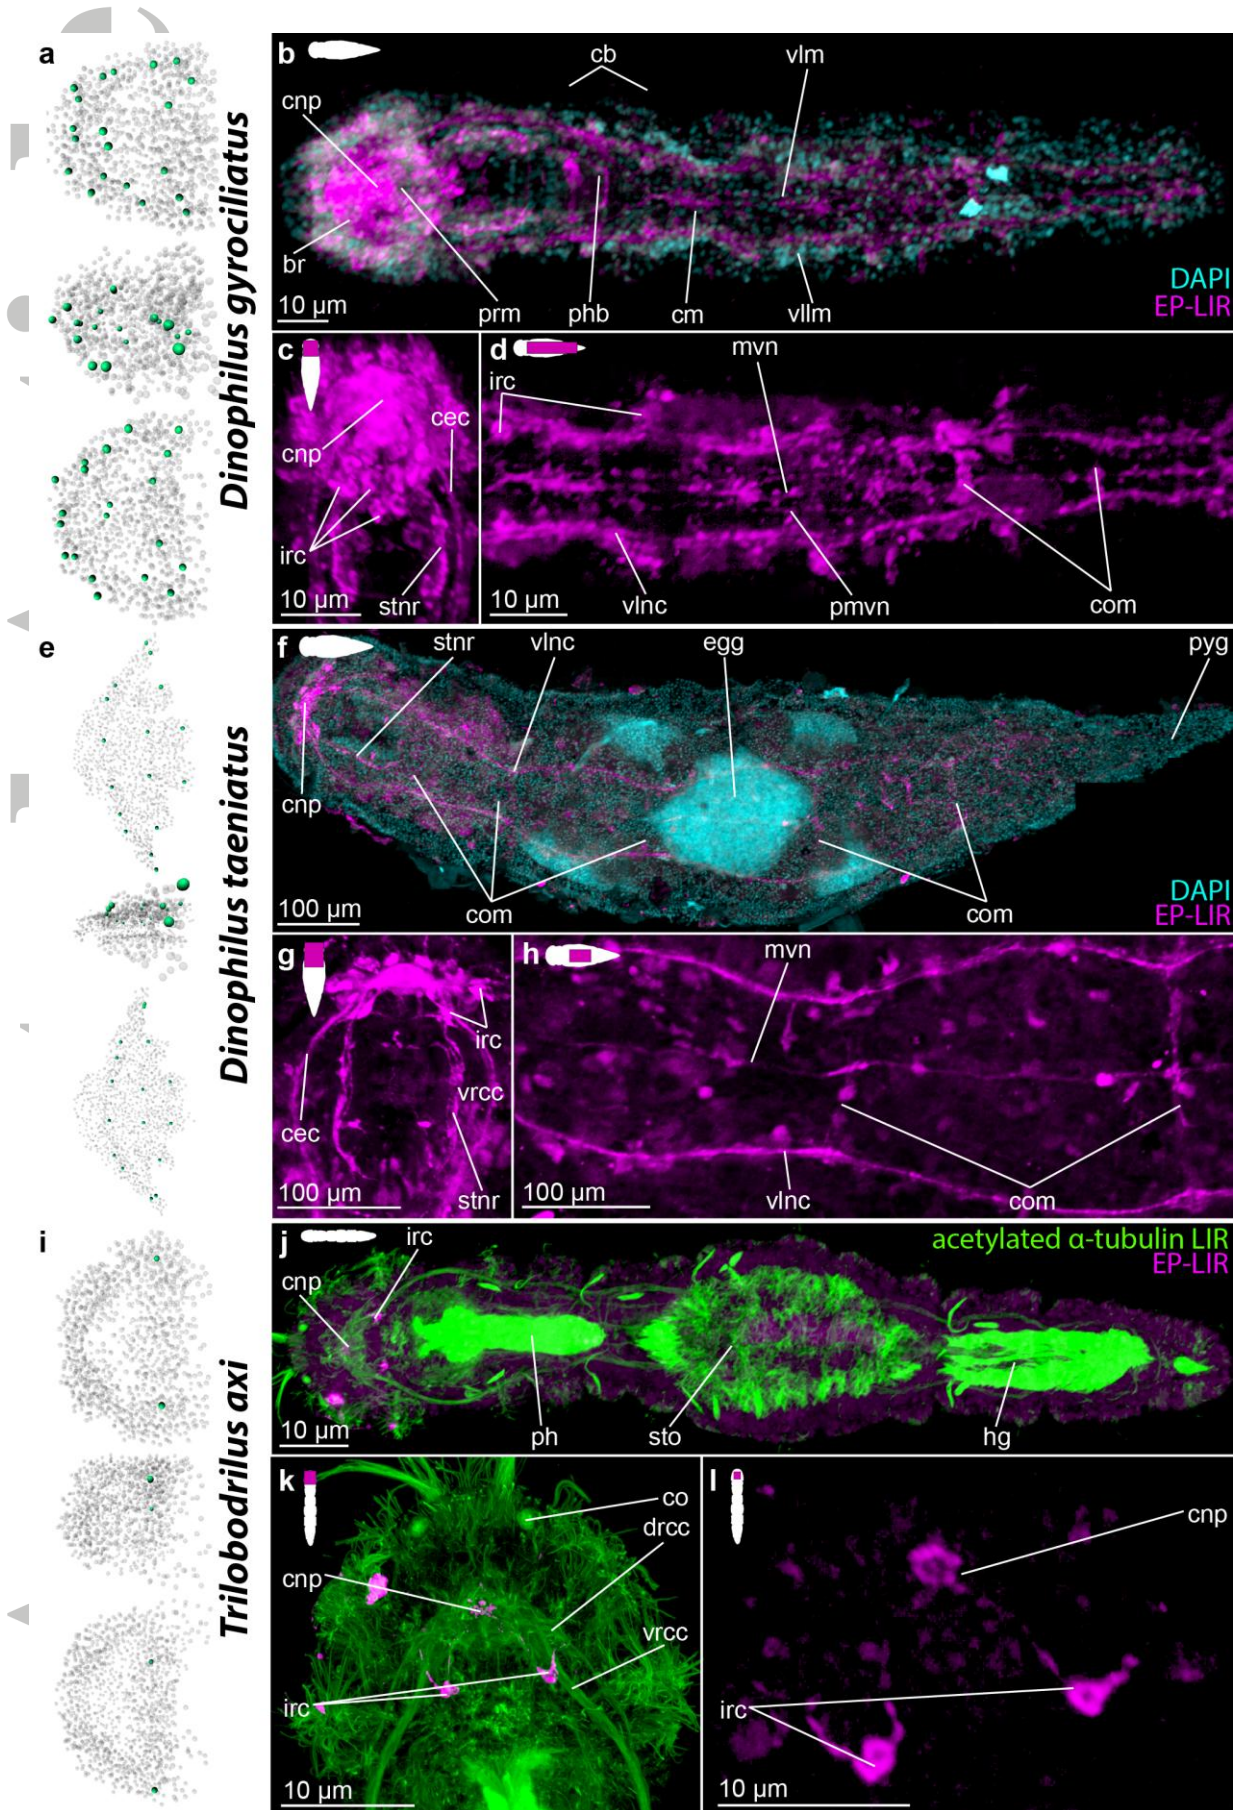 a
Dinophilus gyrociliatus
b
cb
vlm
cnp
br
prm
phb
cm
vllm
10 µm
DAPI
EP-LIR
c
cnp
cec
irc
stnr
10 µm
d
irc
mvn
vlnc
pmvn
com
10 µm
e
Dinophilus taeniatus
f
stnr
vlnc
egg
pyg
cnp
com
com
100 µm
DAPI
EP-LIR
g
irc
vrcc
cec
stnr
100 µm
h
mvn
vlnc
com
100 µm
i
Trilobodrilus axi
j
irc
cnp
acetylated α-tubulin LIR
EP-LIR
ph
sto
hg
10 µm
k
co
drcc
cnp
vrcc
irc
10 µm
l
cnp
irc
10 µm